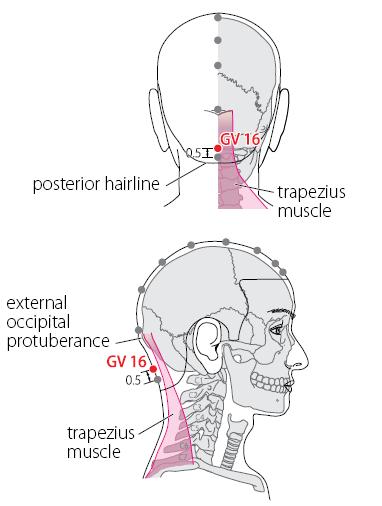 GV 16
0.5
posterior hairline
trapezius
muscle
external
occipital
protuberance
GV 16
0.5
trapezius
muscle